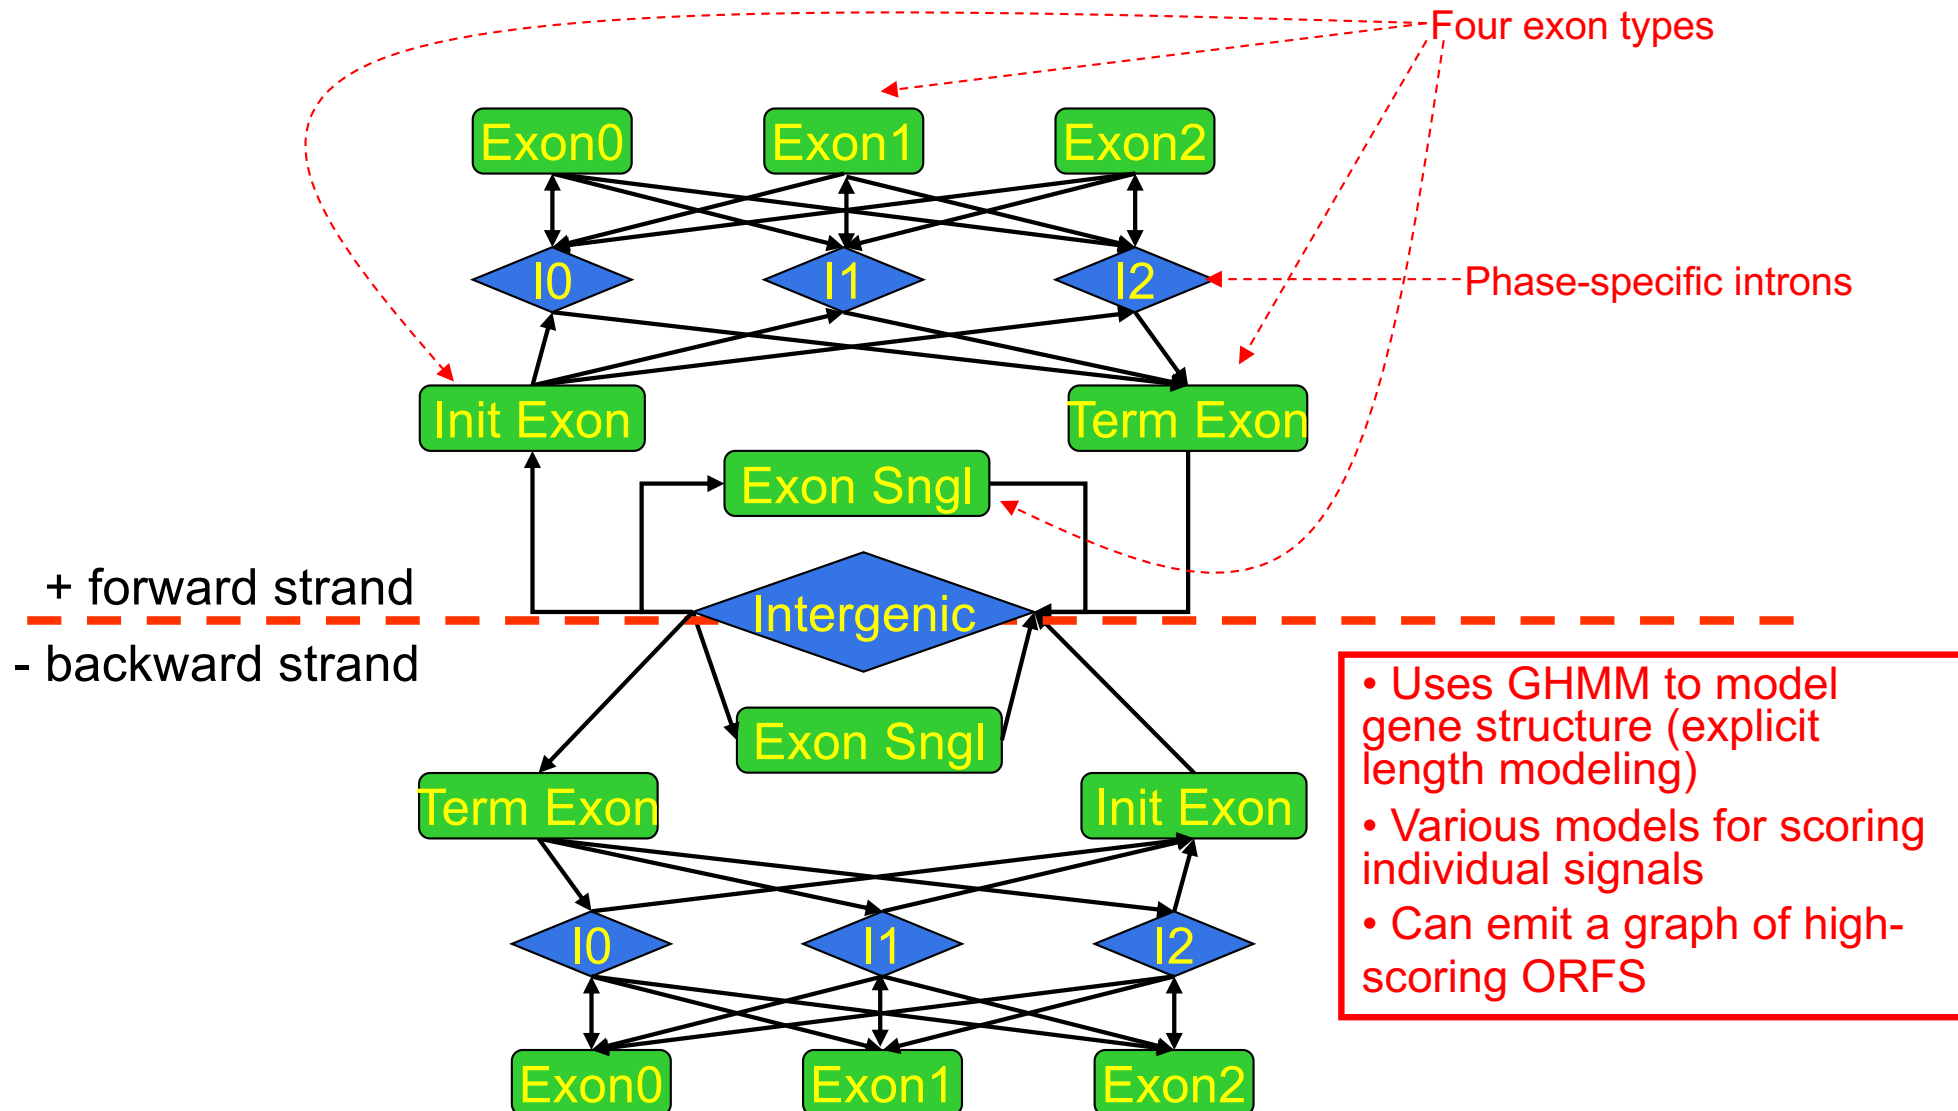 Four exon types
Exon0
Exon1
Exon2
I0
I1
I2
Phase-specific introns
Init Exon
Term Exon
Exon Sngl
+ forward strand
Intergenic
- backward strand
Exon Sngl
Term Exon
Init Exon
I0
I1
I2
Exon0
Exon1
Exon2
• Uses GHMM to model
gene structure (explicit
length modeling)
• Various models for scoring
individual signals
• Can emit a graph of high-
scoring ORFS